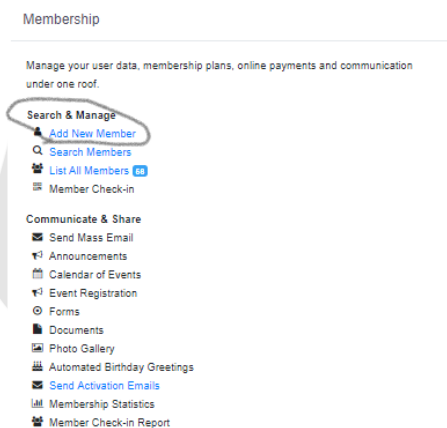 Membership
Manage your user data, membership plans, online payments and communication
under one roof.
Search & Manage
Add New Member
Search Members
List All Members 68
Member Check-in
Communicate & Share
Send Mass Email
Announcements
Calendar of Events
Event Registration
Forms
Documents
Photo Gallery
Automated Birthday Greetings
Send Activation Emails
Membership Statistics
Member Check-in Report